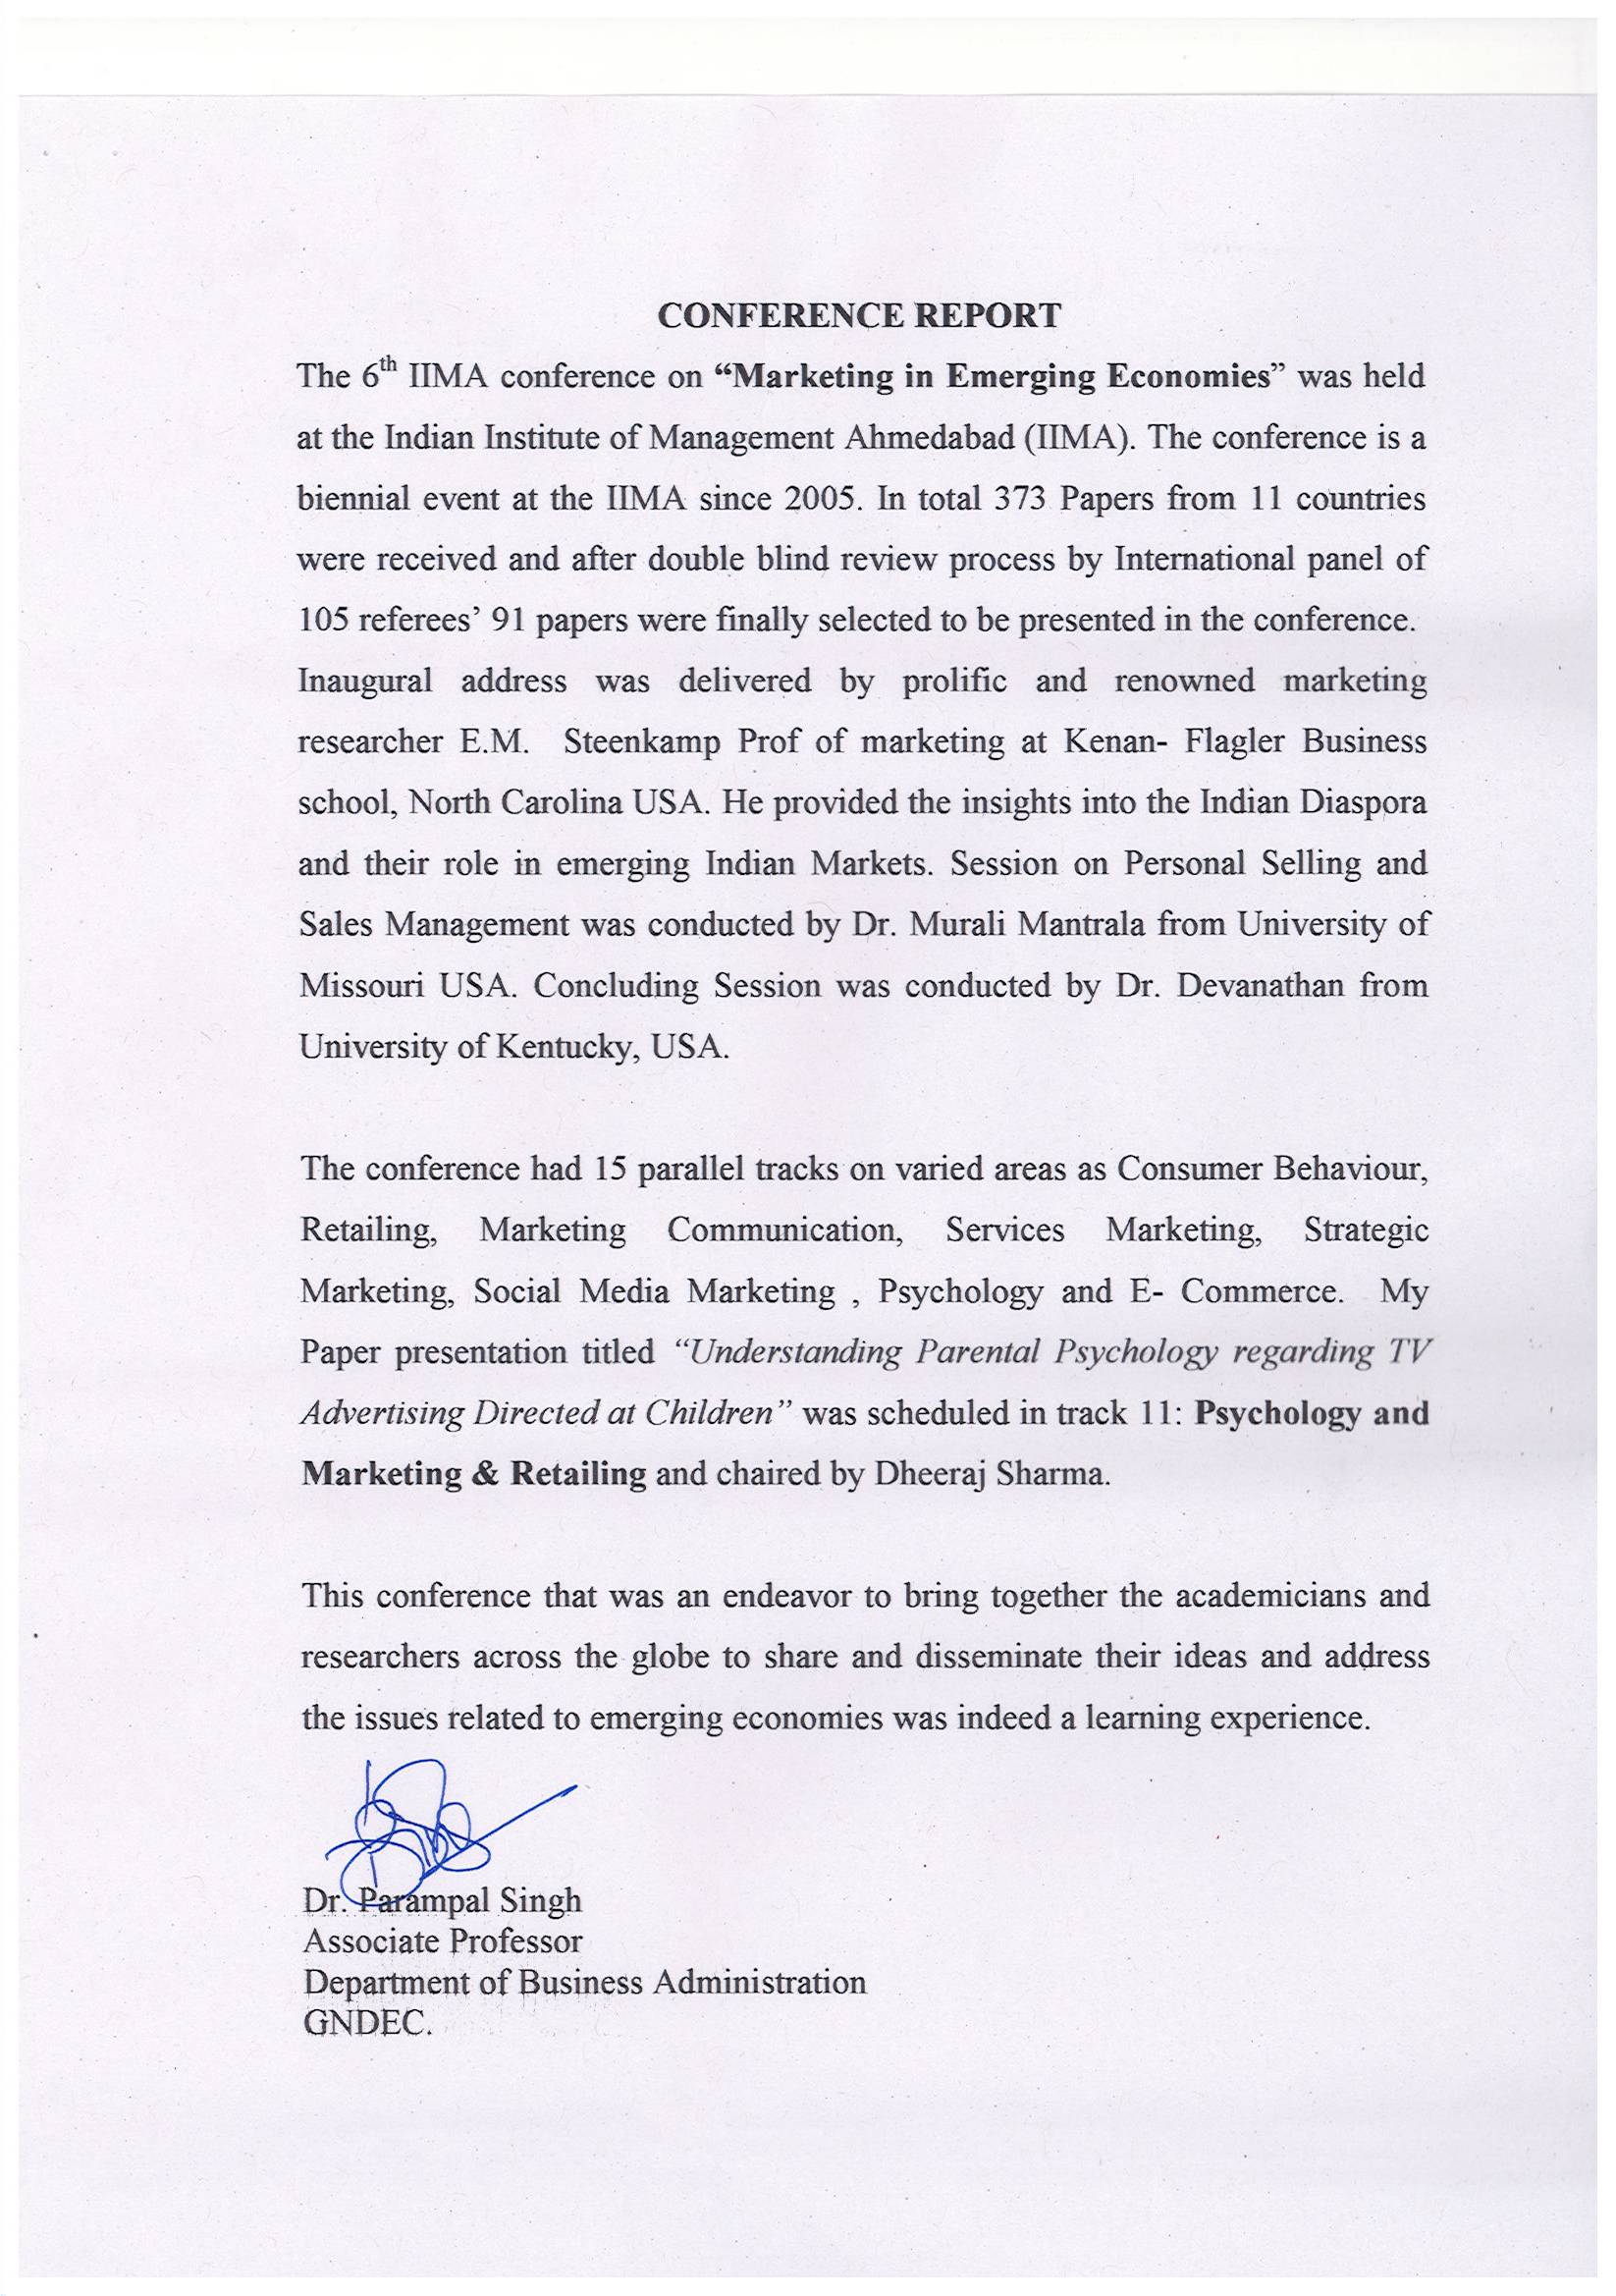 CONFERENCE REPORT
The 6th IIMA conference on “Marketing in Emerging Economies” was held
at the Indian Institute of Management Ahmedabad (IIMA). The conference is a
biennial event at the IIMA since 2005. In total 373 Papers from 11 countries
were received and after double blind review process by International panel of
105 referees’ 91 papers were finally selected to be presented in the conference.
Inaugural address was delivered by prolific and renowned marketing
researcher E.M. Steenkamp Prof of marketing at Kenan- Flagler Business
school, North Carolina USA. He provided the insights into the Indian Diaspora
and their role in emerging Indian Markets. Session on Personal Selling and
Sales Management was conducted by Dr. Murali Mantrala from University of
Missouri USA. Concluding Session was conducted by Dr. Devanathan from
University of Kentucky, USA.
The conference had 15 parallel tracks on varied areas as Consumer Behaviour,
Retailing, Marketing Communication, Services Marketing, Strategic
Marketing, Social Media Marketing , Psychology and E- Commerce. My
Paper presentation titled “Understanding Parental Psychology regarding TV
Advertising Directed at Children” was scheduled in track 11: Psychology and
Marketing & Retailing and chaired by Dheeraj Sharma.
This conference that was an endeavor to bring together the academicians and
researchers across the globe to share and disseminate their ideas and address
the issues related to emerging economies was indeed a learning experience.
Dr. Parampal Singh
Associate Professor
Department of Business Administration
GNDEC.